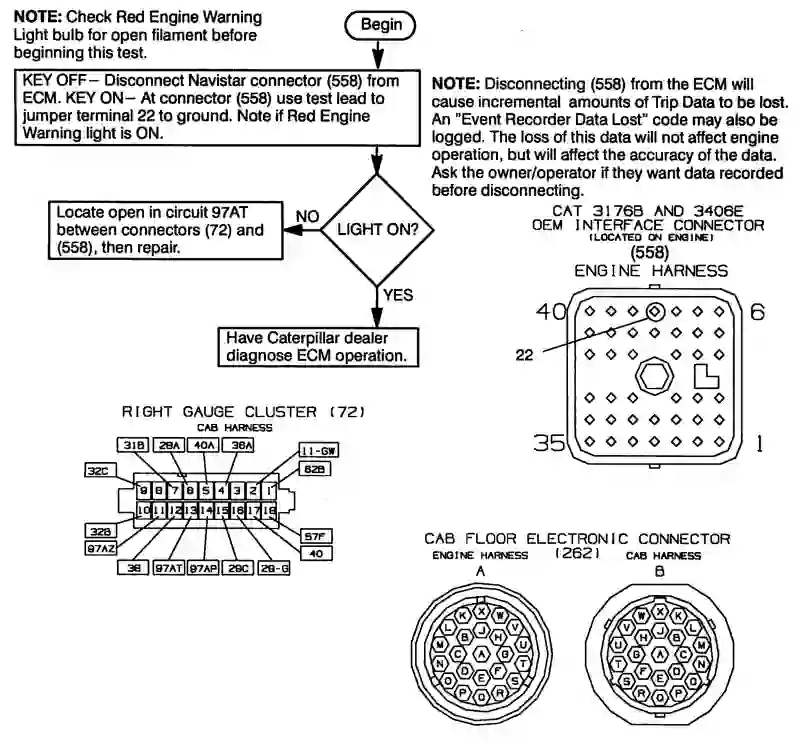 NOTE: Check Red Engine Warning
Light bulb for open filament before
beginning this test.
Begin
KEY OFF– Disconnect Navistar connector (558) from
ECM. KEY ON– At connector (558) use test lead to
jumper terminal 22 to ground. Note if Red Engine
Warning light is ON.
NOTE: Disconnecting (558) from the ECM will
cause incremental amounts of Trip Data to be lost.
An "Event Recorder Data Lost" code may also be
logged. The loss of this data will not affect engine
operation, but will affect the accuracy of the data.
Ask the owner/operator if they want data recorded
before disconnecting.
Locate open in circuit 97AT
between connectors (72) and
(558), then repair.
NO
LIGHT ON?
YES
Have Caterpillar dealer
diagnose ECM operation.
CAT 3176B AND 3406E
OEM INTERFACE CONNECTOR
(LOCATED ON ENGINE)
(558)
ENGINE HARNESS
40 6
22
35 1
RIGHT GAUGE CLUSTER (72)
CAB HARNESS
31B 28A 40A 36A
11-GW
32C 62B
9 8 7 6 5 4 3 2 1
10 11 12 13 14 15 16 17 18
32B 57F
97AZ 40
36 97AT 97AP 29C 29-G
CAB FLOOR ELECTRONIC CONNECTOR
ENGINE HARNESS (262) CAB HARNESS
A B
K X W
L J V
B H
M U
C A G
N T
D F
O E S
P Q R
W X K
V J L
H B
U M
G A C
T N
F D
S E O
R Q P